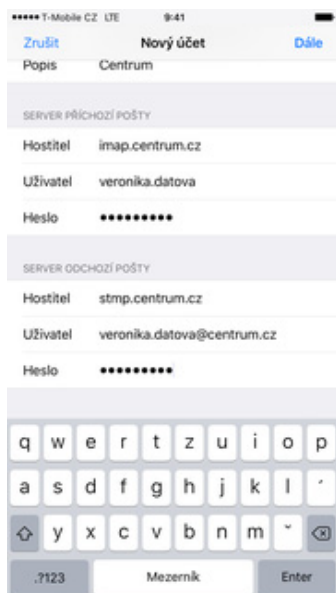 T-Mobile CZ LTE 9:41
Zrušit Nový účet Dále
Popis Centrum
SERVER PŘÍCHOZÍ POŠTY
Hostitel imap.centrum.cz
Uživatel veronika.datova
Heslo •••••••••
SERVER ODCHOZÍ POŠTY
Hostitel stmp.centrum.cz
Uživatel veronika.datova@centrum.cz
Heslo •••••••••
q w e r t z u i o p
a s d f g h j k l ´
y x c v b n m ˇ
.?123 Mezerník Enter